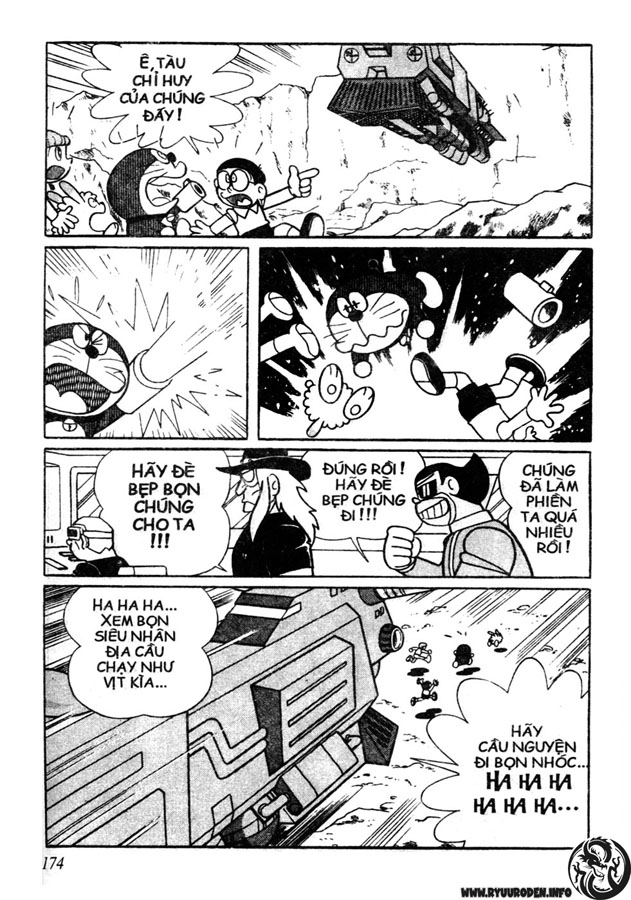 Ê, TÀU
CHỈ HUY
CỦA CHÚNG
ĐẤY!
HÃY ĐÈ
BẸP BỌN
CHÚNG
CHO TA
!!!
ĐÚNG RỒI!
HÃY ĐÈ
BẸP CHÚNG
ĐI!!!
CHÚNG
ĐÃ LÀM
PHIỀN
TA QUÁ
NHIỀU
RỒI!
HA HA HA...
XEM BỌN
SIÊU NHÂN
ĐỊA CẦU
CHẠY NHƯ
VỊT KÌA...
HÃY
CẦU NGUYỆN
ĐI BỌN NHÓC...
HA HA HA
HA HA HA...
174
WWW.RYUURODEN.INFO